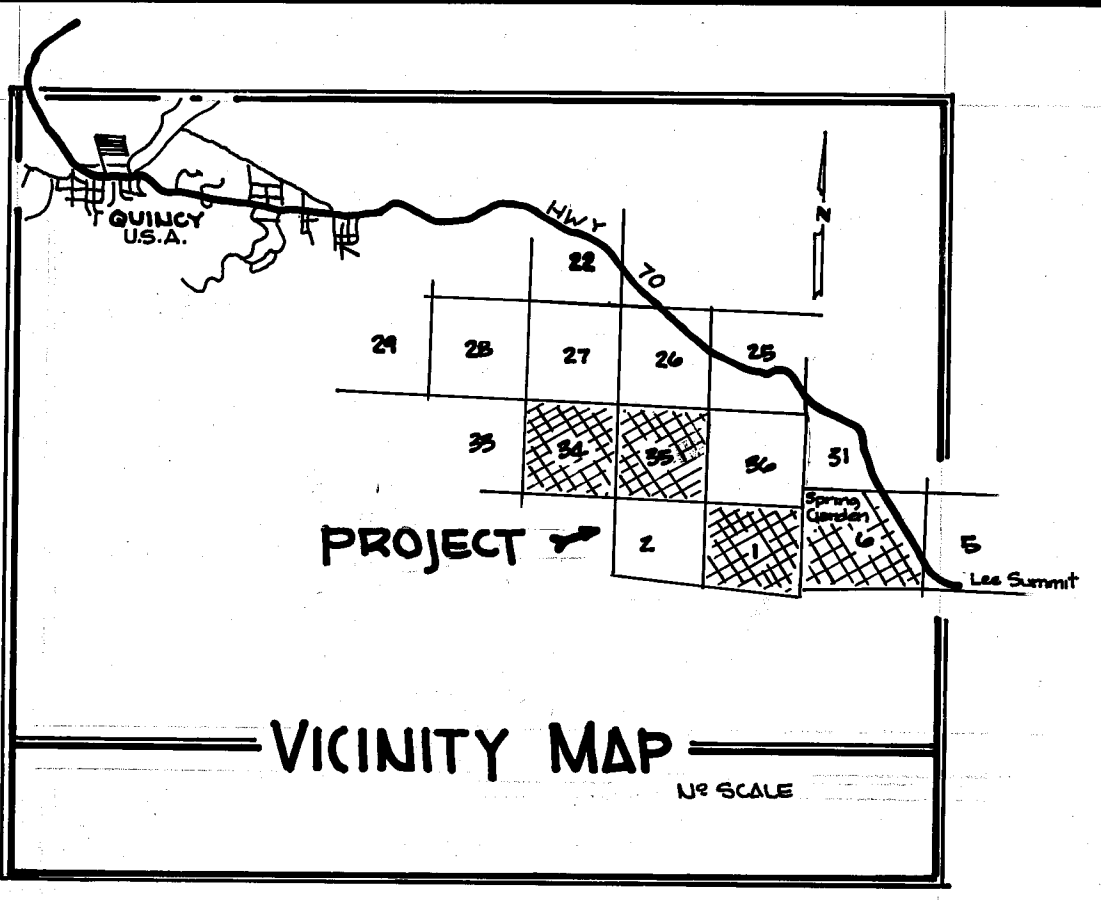 QUINCY
U.S.A.
HWY
70
N
22
29
28
27
26
25
33
34
35
36
31
Spring
Garden
PROJECT
2
1
6
5
Lee Summit
VICINITY MAP
Nº SCALE